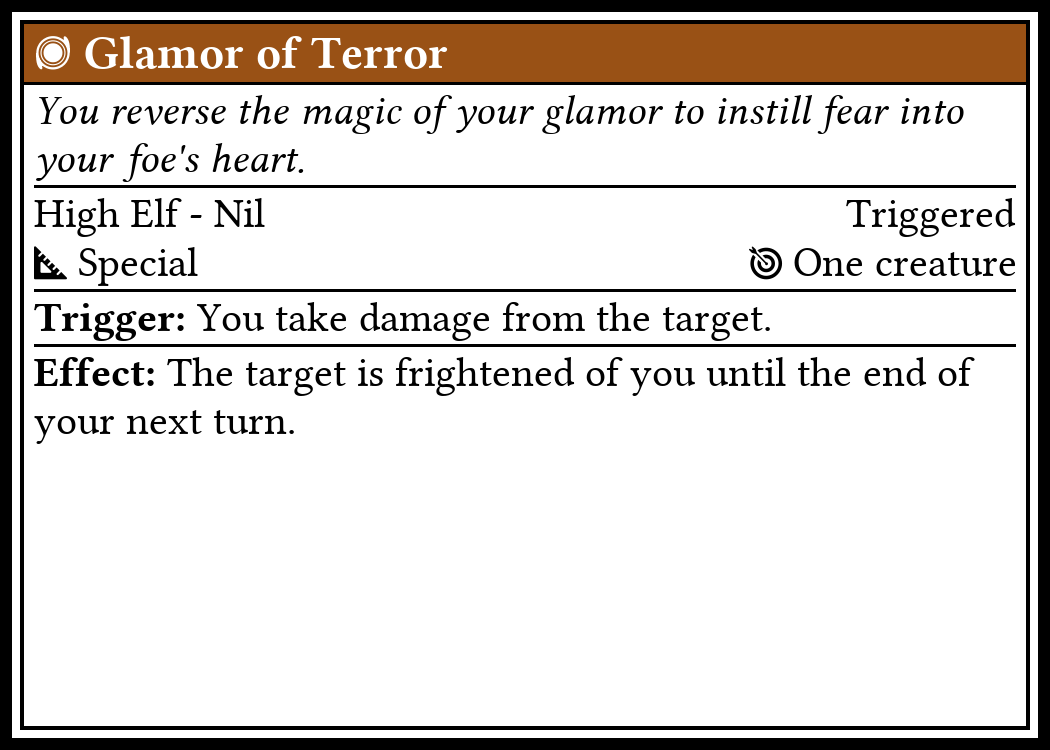 Glamor of Terror
You reverse the magic of your glamor to instill fear into
your foe's heart.
High Elf - Nil Triggered
Special One creature
Trigger: You take damage from the target.
Effect: The target is frightened of you until the end of
your next turn.